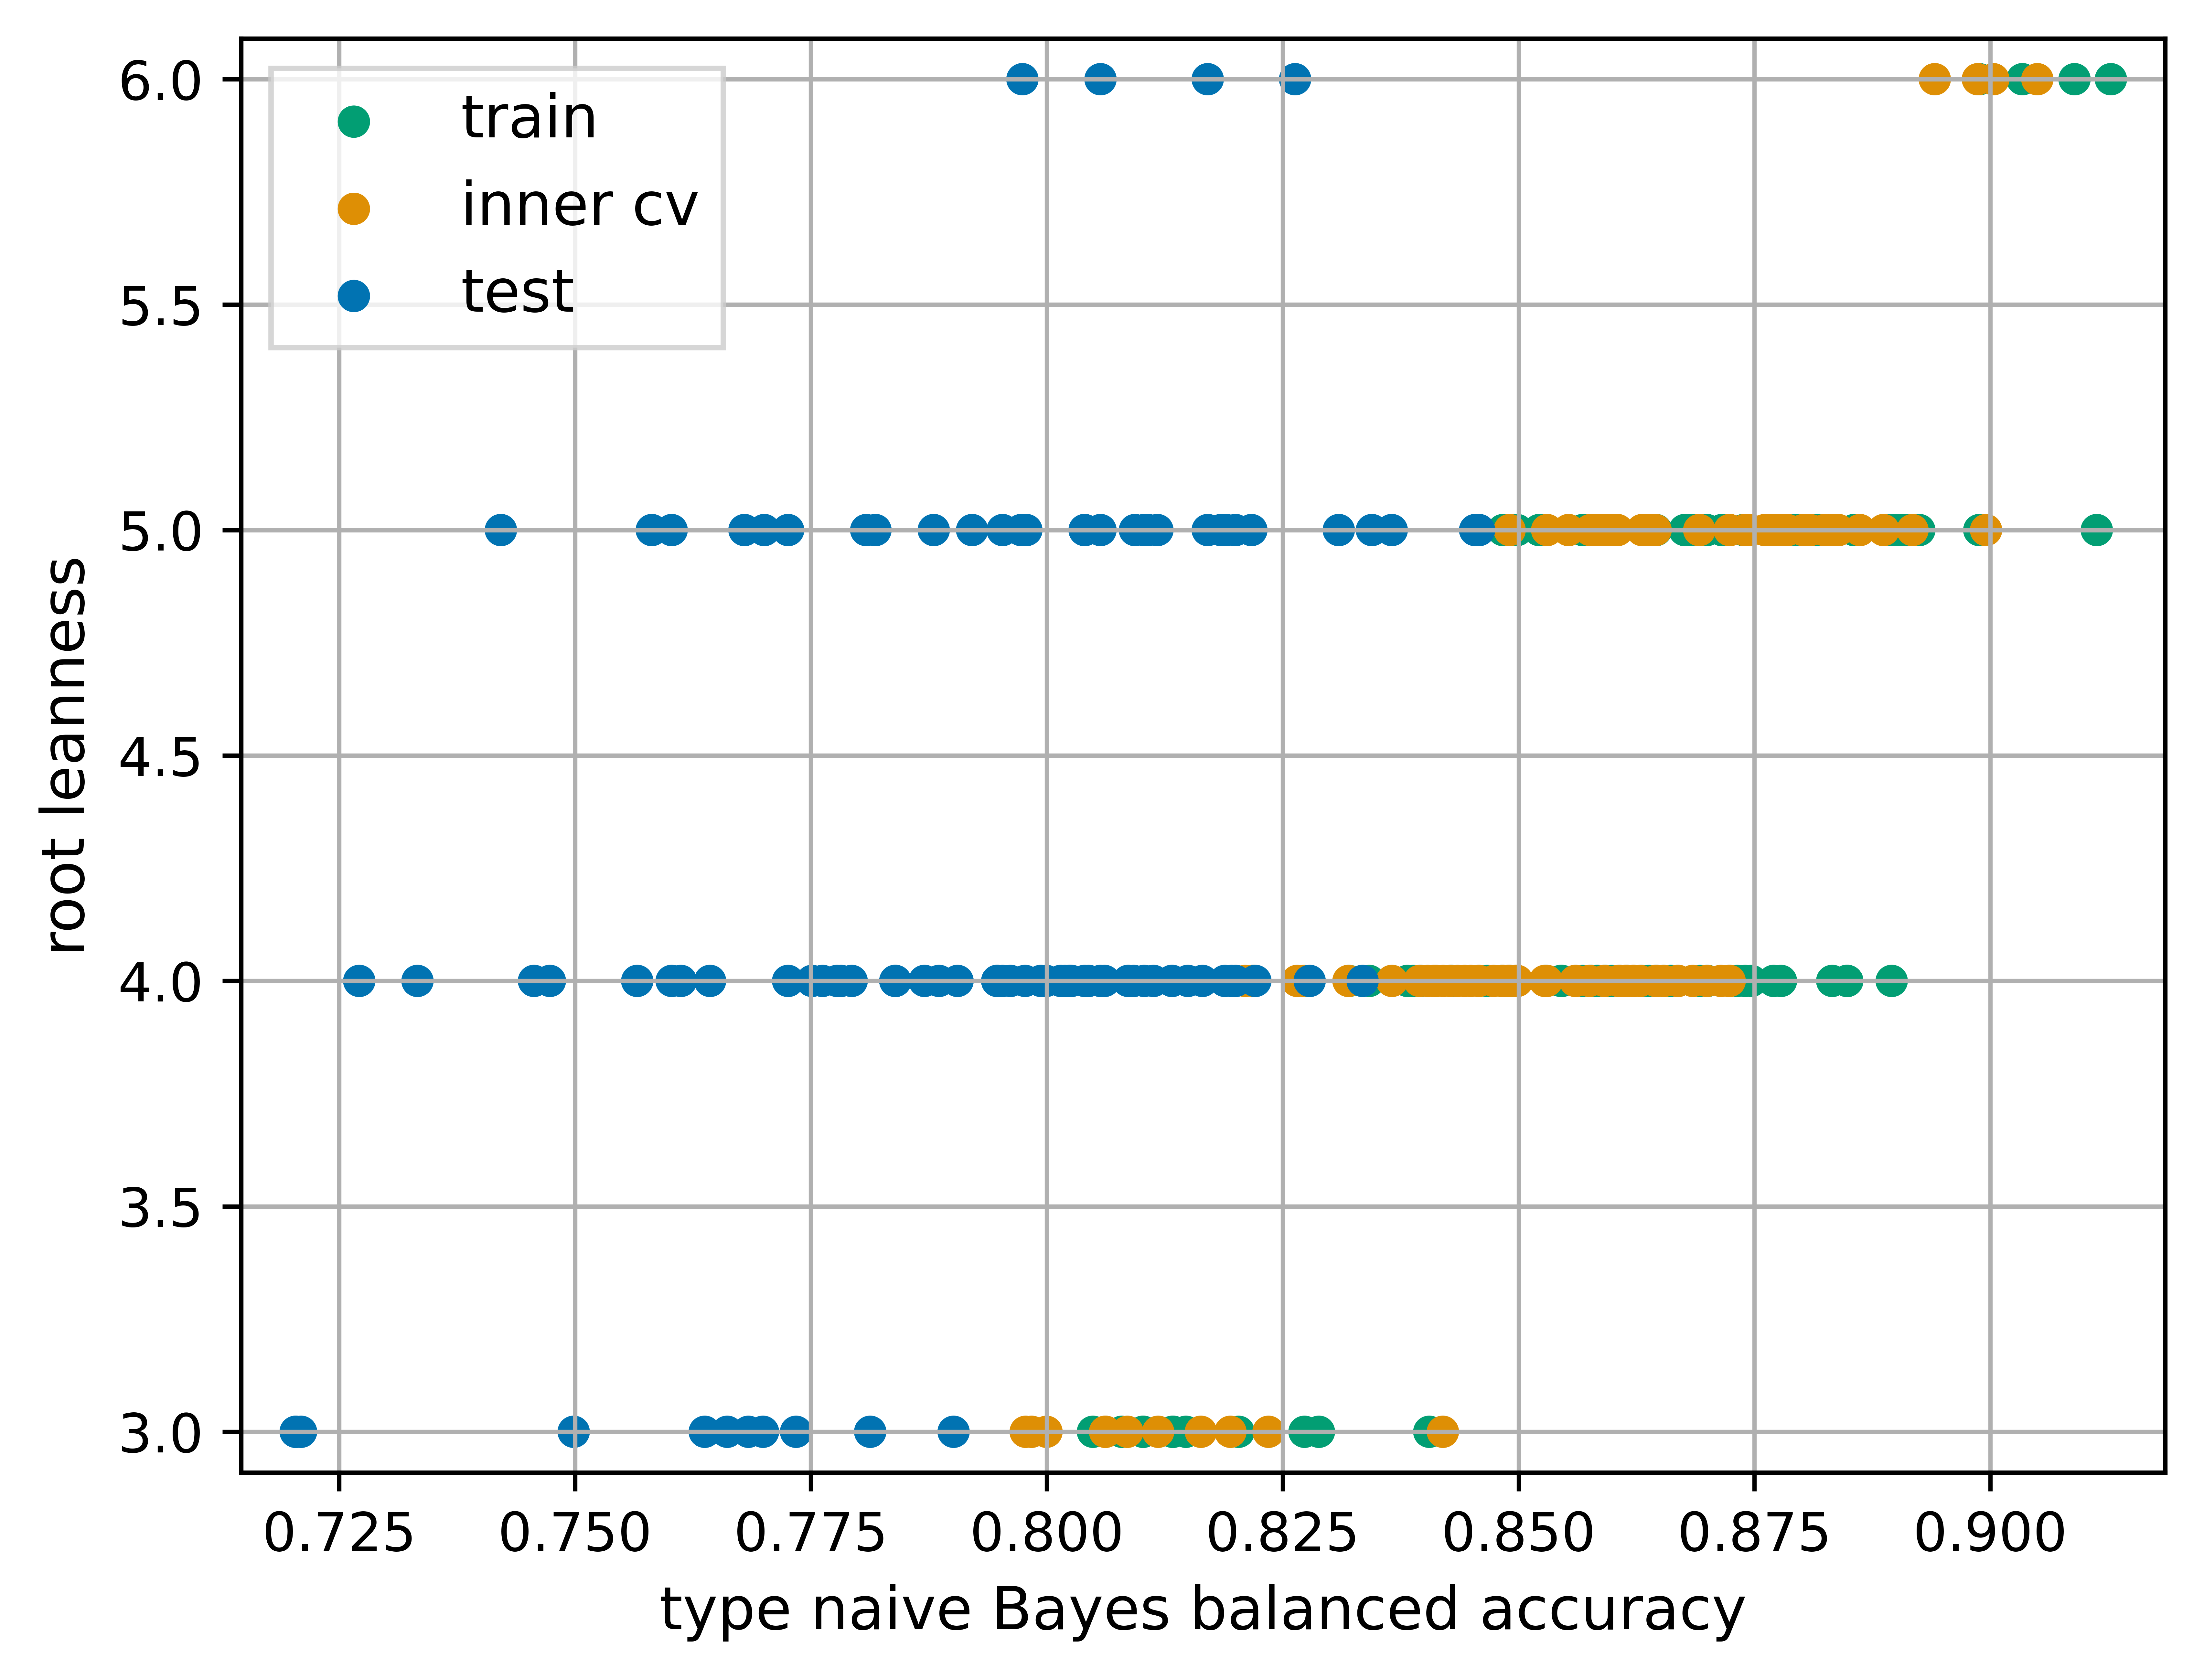 train
inner cv
test
6.0
5.5
5.0
4.5
4.0
3.5
3.0
root leanness
0.725 0.750 0.775 0.800 0.825 0.850 0.875 0.900
type naive Bayes balanced accuracy